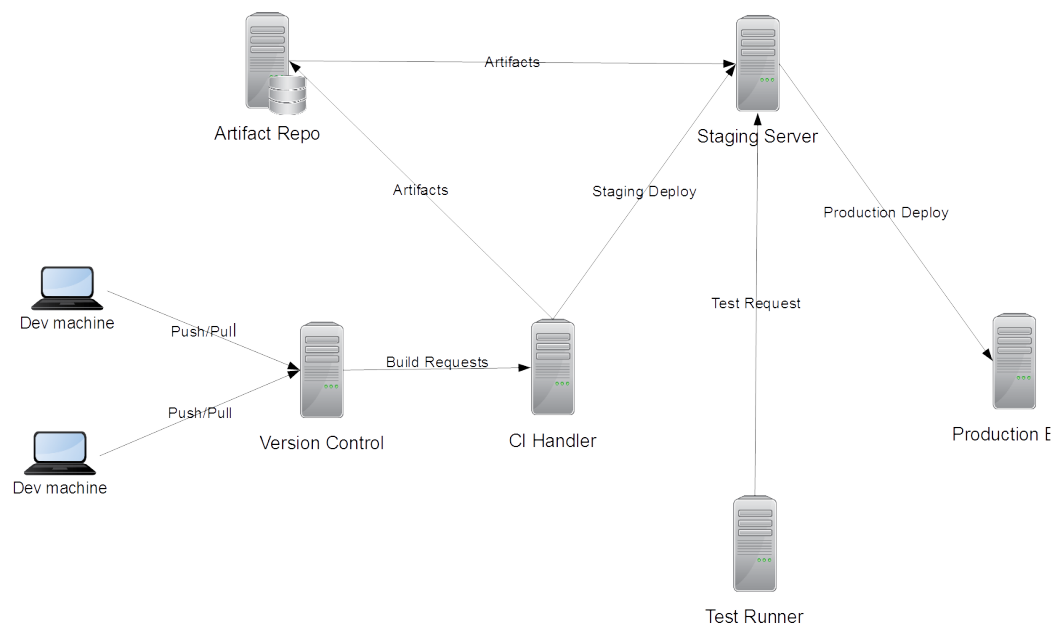 Artifacts
Artifact Repo
Staging Server
Artifacts
Staging Deploy
Production Deploy
Test Request
Dev machine
Push/Pull
Build Requests
Push/Pull
Version Control
CI Handler
Production
Dev machine
Test Runner